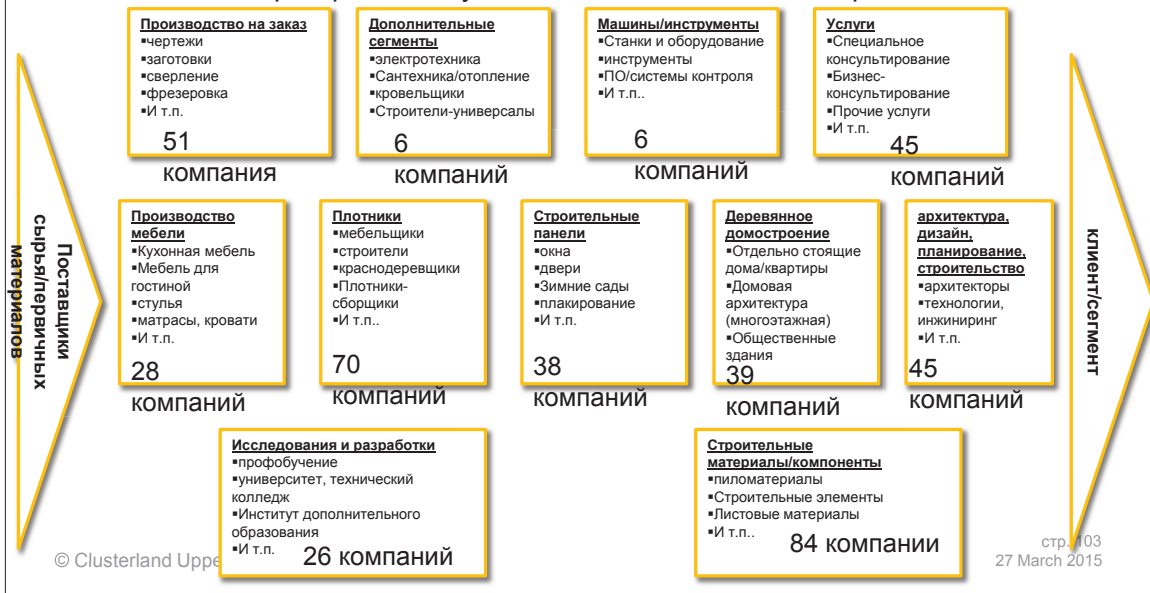 Производство на заказ
▪чертежи
▪заготовки
▪сверление
▪фрезеровка
▪И т.п.
51
компания
Дополнительные
сегменты
▪электротехника
▪Сантехника/отопление
▪кровельщики
▪Строители-универсалы
6
компаний
Машины/инструменты
▪Станки и оборудование
▪инструменты
▪ПО/системы контроля
▪И т.п..
6
компаний
Услуги
▪Специальное
консультирование
▪Бизнес-
консультирование
▪Прочие услуги
▪И т.п.
45
компаний
Поставщики
сырья/первичных
материалов
Производство
мебели
▪Кухонная мебель
▪Мебель для
гостиной
▪стулья
▪матрасы, кровати
▪И т.п.
28
компаний
Плотники
▪мебельщики
▪строители
▪краснодеревщики
▪Плотники-
сборщики
▪И т.п..
70
компаний
Строительные
панели
▪окна
▪двери
▪Зимние сады
▪плакирование
▪И т.п.
38
компаний
Деревянное
домостроение
▪Отдельно стоящие
дома/квартиры
▪Домовая
архитектура
(многоэтажная)
▪Общественные
здания
39
компаний
архитектура,
дизайн,
планирование,
строительство
▪архитекторы
▪технологии,
инжиниринг
▪И т.п.
45
компаний
клиент/сегмент
Исследования и разработки
▪профобучение
▪университет, технический
колледж
▪Институт дополнительного
образования
▪И т.п.
26 компаний
Строительные
материалы/компоненты
▪пиломатериалы
▪Строительные элементы
▪Листовые материалы
▪И т.п..
84 компании
© Clusterland Uppe
стр. 103
27 March 2015